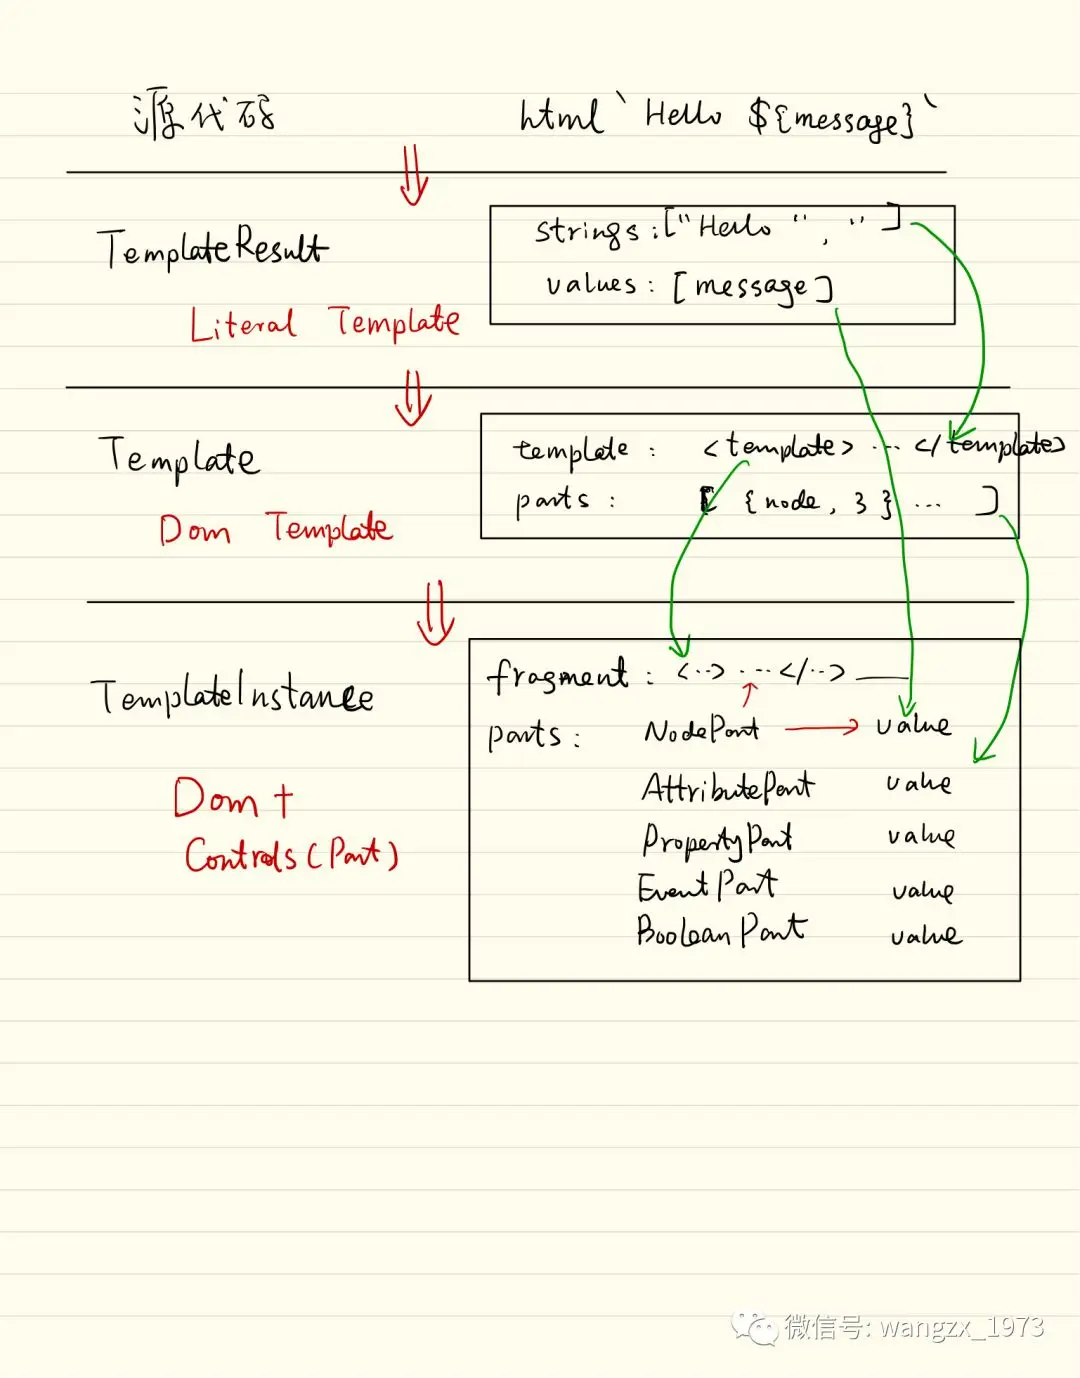 源代码 html`Hello ${message}`
TemplateResult
Literal Template
strings:["Hello ", '']
values: [message]
Template
Dom Template
template: <template> ... </template>
parts: [ {node, 3} ... ]
TemplateInstance
Dom +
Controls(Part)
fragment: <..> ... </..>
parts: NodePart value
AttributePart value
PropertyPart value
EventPart value
BooleanPart value
微信号: wangzx_1973